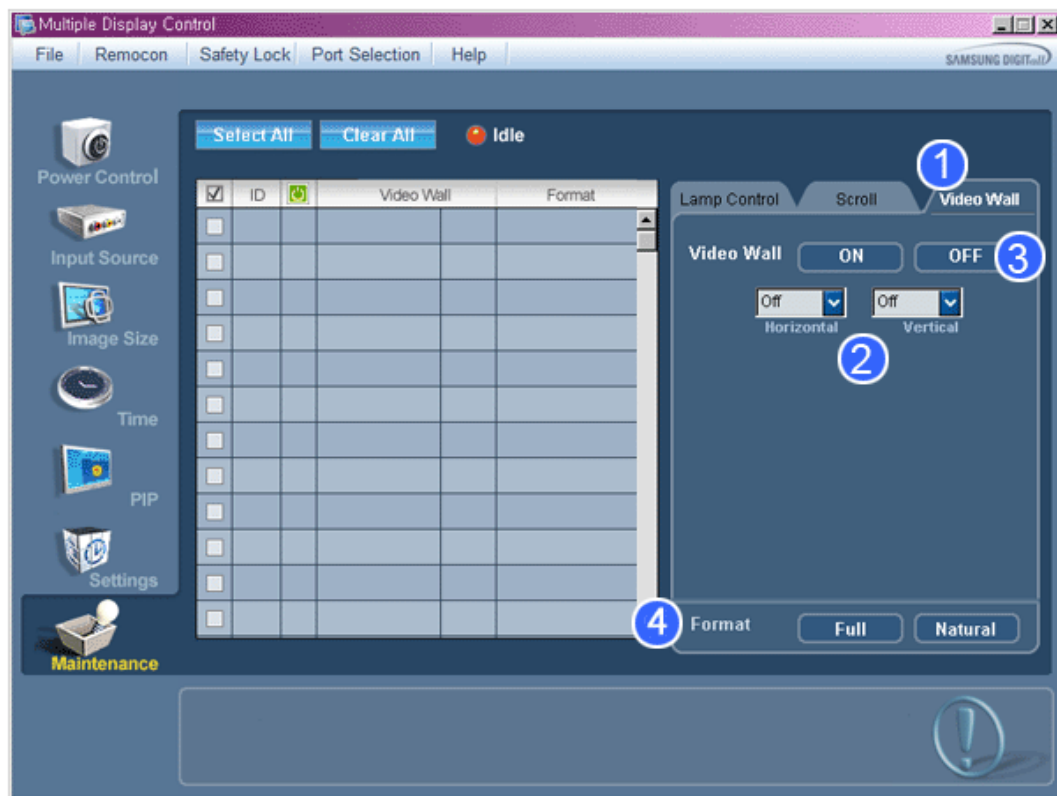 Multiple Display Control
File Remocon Safety Lock Port Selection Help
SAMSUNG DIGITall
Select All Clear All Idle
Power Control
Input Source
Image Size
Time
PIP
Settings
Maintenance
ID Video Wall Format
1
Lamp Control Scroll Video Wall
Video Wall ON OFF 3
Off Off
Horizontal Vertical
2
4 Format Full Natural